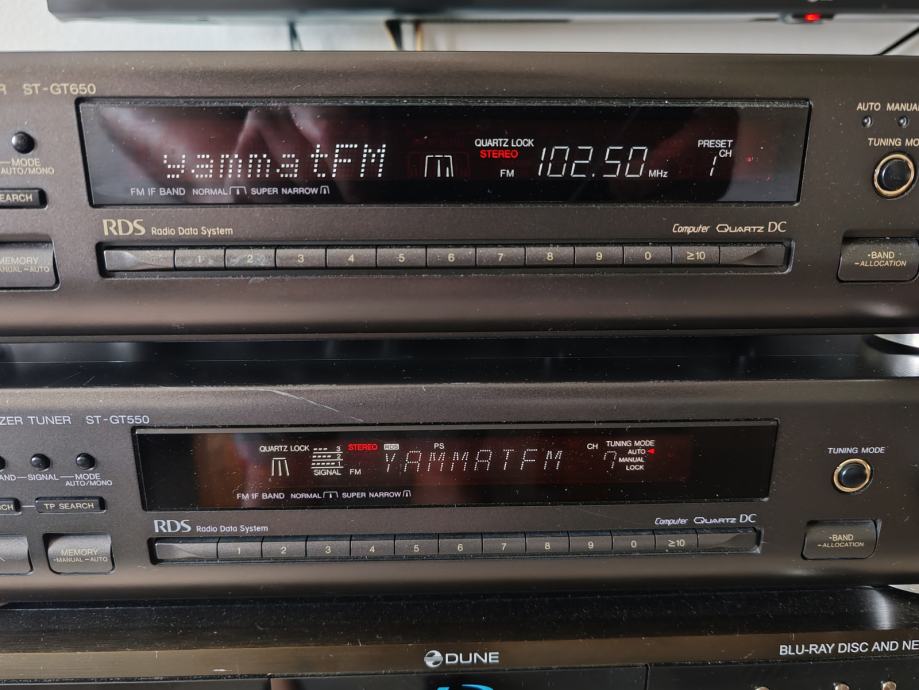 ST-GT650
AUTO MANUAL
QUARTZ LOCK
PRESET
TUNING MO
MODE
AUTO/MONO
yammatFM
STEREO
FM
102.50
MHz
CH
1
FM IF BAND NORMAL SUPER NARROW
EARCH
RDS Radio Data System
Computer QUARTZ DC
MEMORY
MANUAL -AUTO
1 2 3 4 5 6 7 8 9 0 ≥10
-BAND
-ALLOCATION
ZER TUNER ST-GT550
QUARTZ LOCK
3
STEREO RDS PS
CH TUNING MODE
AUTO
MANUAL
LOCK
TUNING MODE
SIGNAL
FM
YAMMATFM
7
AND -SIGNAL -MODE
AUTO/MONO
FM IF BAND NORMAL SUPER NARROW
CH
TP SEARCH
RDS Radio Data System
Computer QUARTZ DC
MEMORY
-MANUAL -AUTO
1 2 3 4 5 6 7 8 9 0 ≥10
-BAND
-ALLOCATION
DUNE
BLU-RAY DISC AND NE